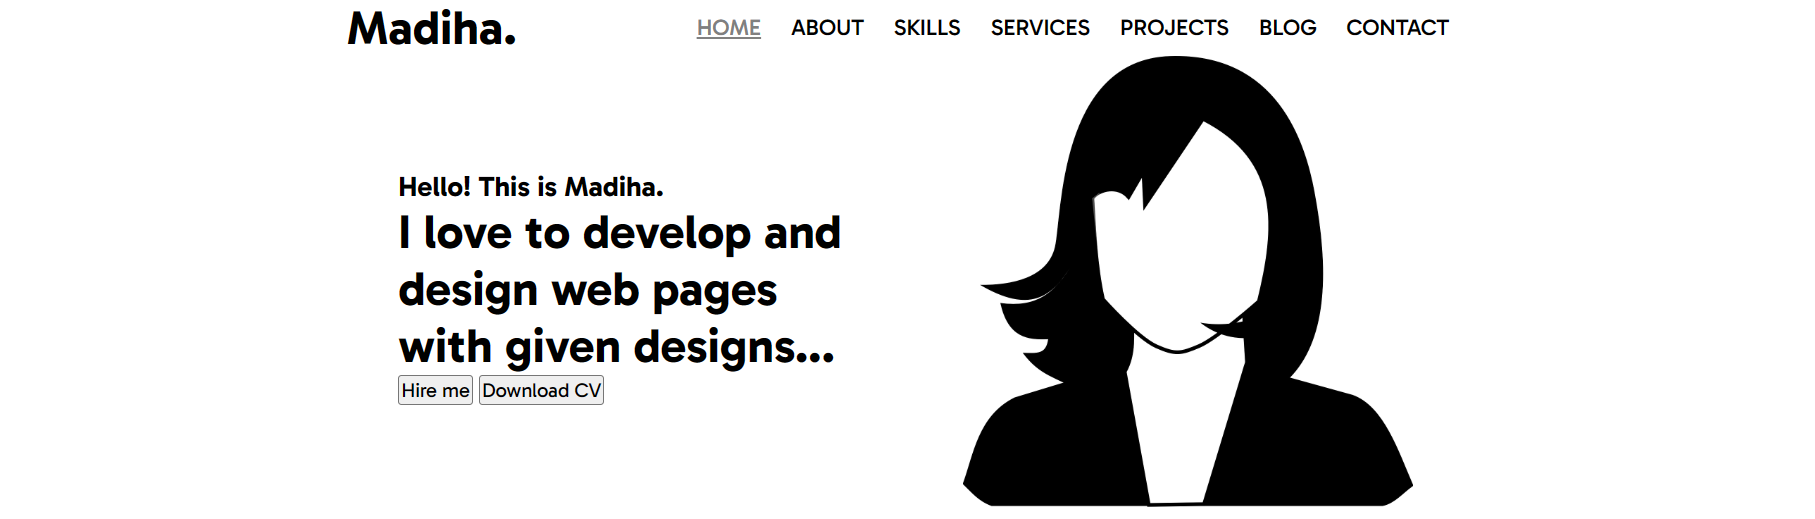 Madiha.
HOME ABOUT SKILLS SERVICES PROJECTS BLOG CONTACT
Hello! This is Madiha.
I love to develop and
design web pages
with given designs...
Hire me Download CV